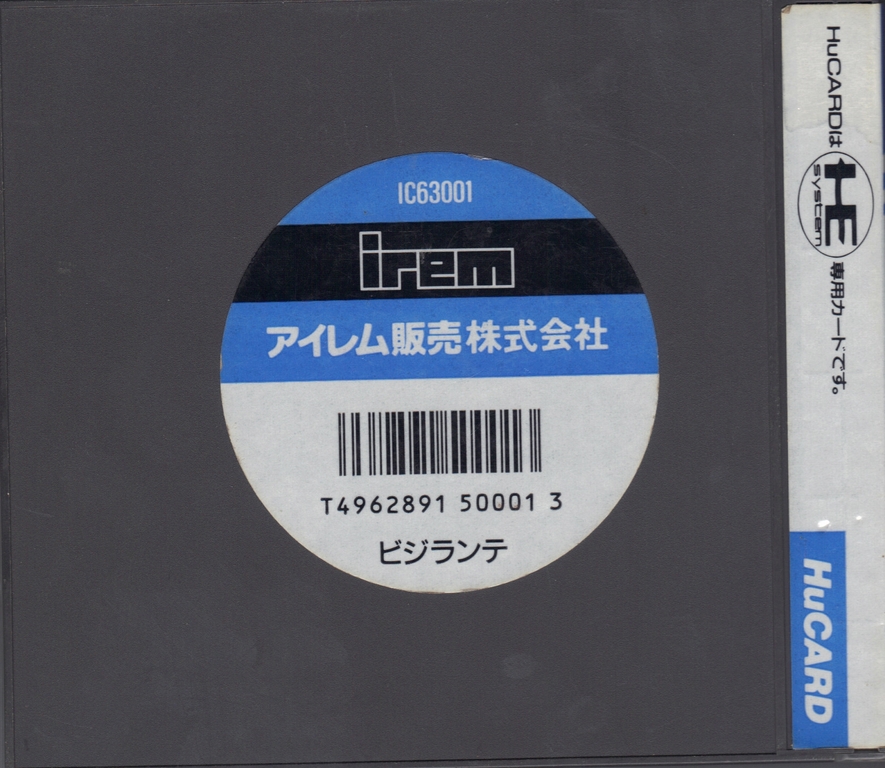 IC63001
irem
アイレム販売株式会社
T4962891 50001 3
ビジランテ
HuCARDは HE system 専用カードです。
HuCARD